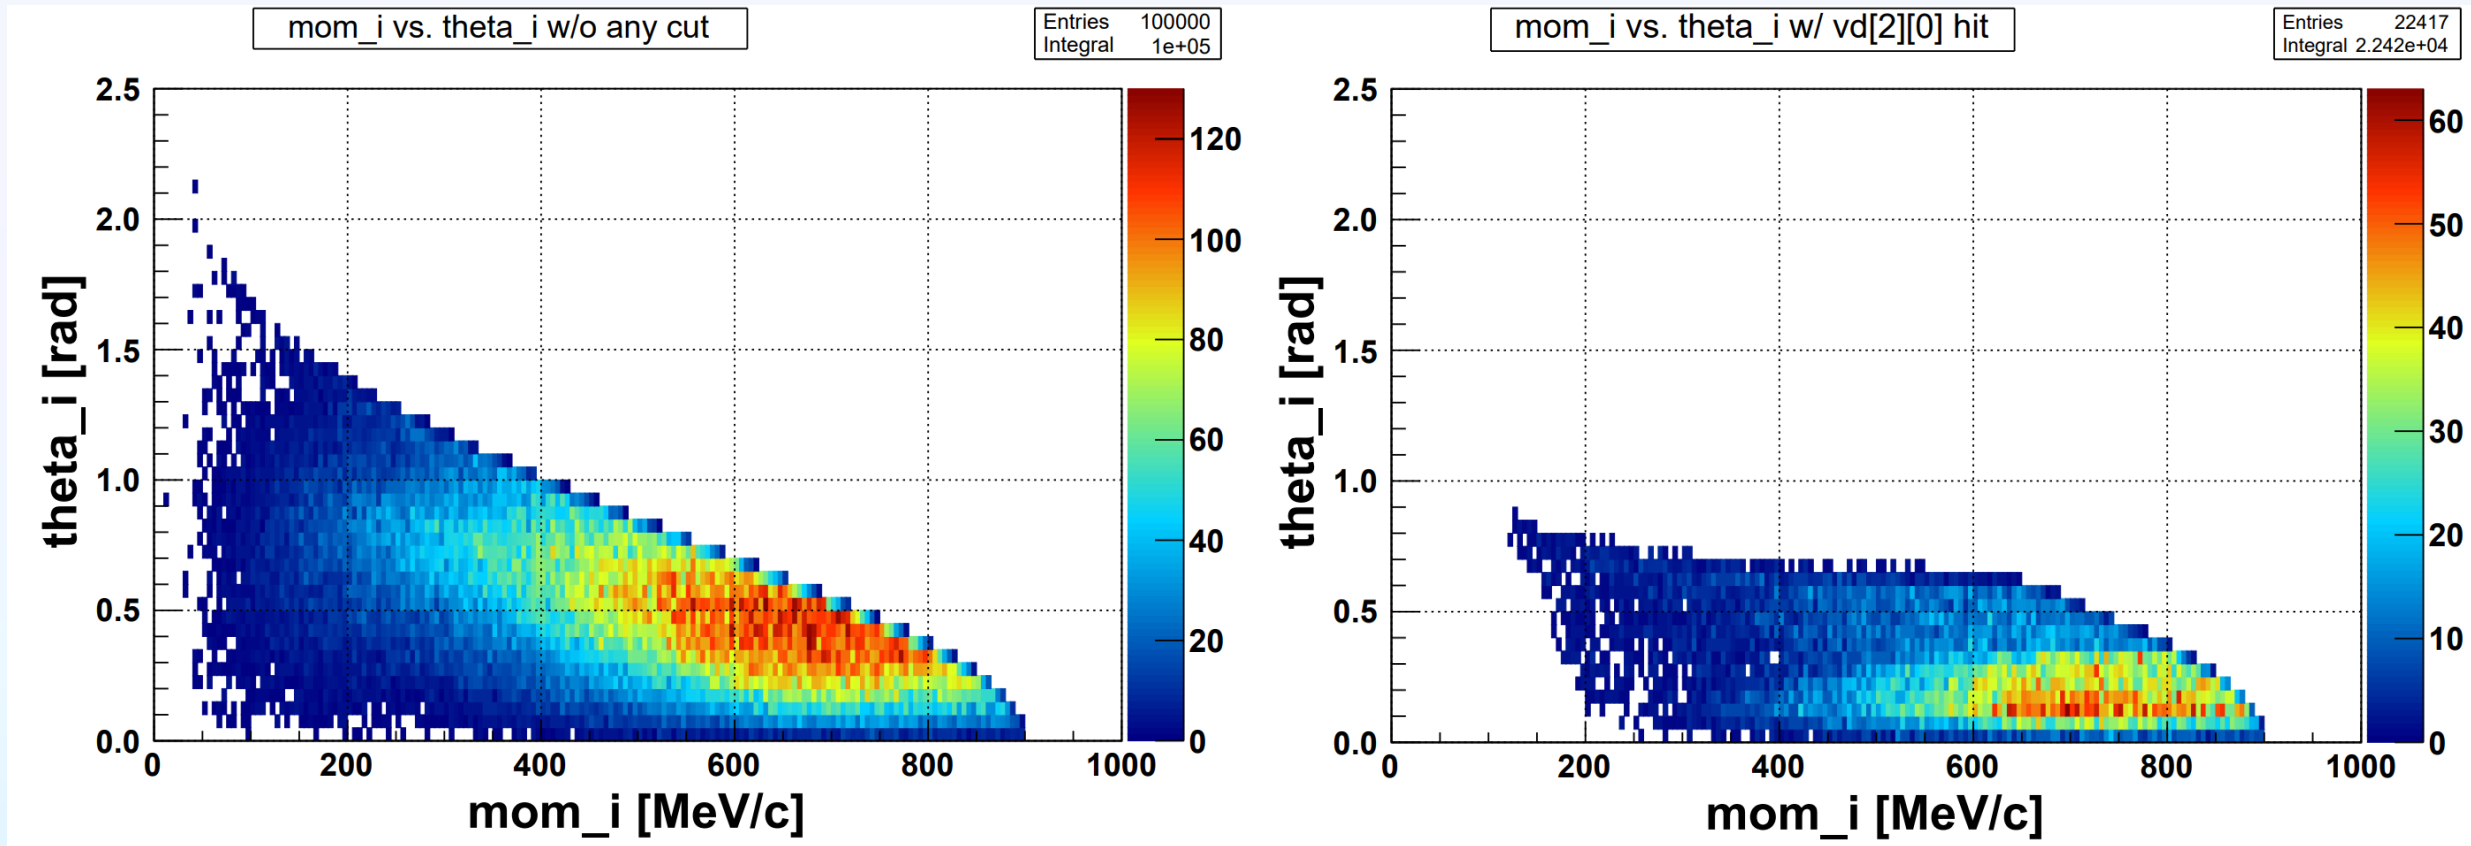 mom_i vs. theta_i w/o any cut
Entries 100000
Integral 1e+05
2.5
2.0
1.5
1.0
0.5
0.0
theta_i [rad]
0 200 400 600 800 1000
mom_i [MeV/c]
120
100
80
60
40
20
0
mom_i vs. theta_i w/ vd[2][0] hit
Entries 22417
Integral 2.242e+04
2.5
2.0
1.5
1.0
0.5
0.0
theta_i [rad]
0 200 400 600 800 1000
mom_i [MeV/c]
60
50
40
30
20
10
0